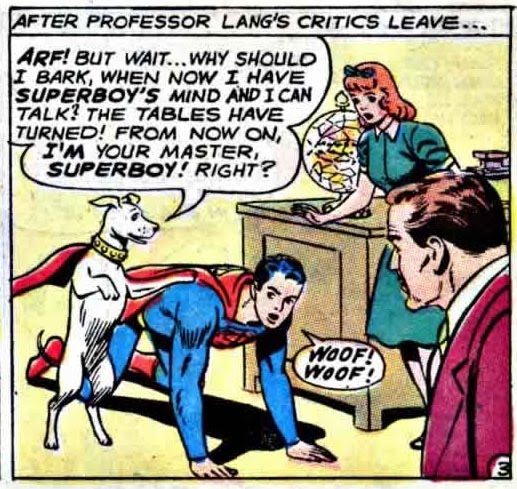 AFTER PROFESSOR LANG'S CRITICS LEAVE...
ARF! BUT WAIT...WHY SHOULD
I BARK, WHEN NOW I HAVE
SUPERBOY'S MIND AND I CAN
TALK? THE TABLES HAVE
TURNED! FROM NOW ON,
I'M YOUR MASTER,
SUPERBOY! RIGHT?
WOOF!
WOOF!
3